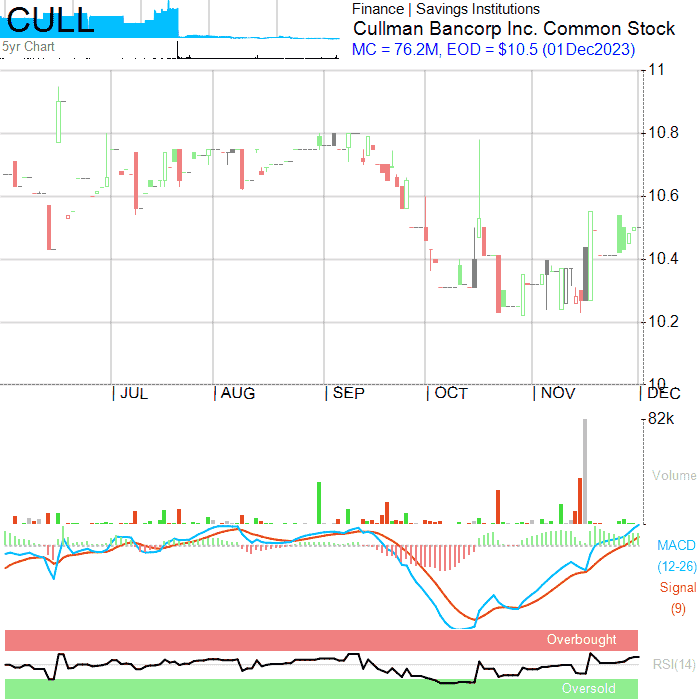 CULL
5yr Chart
Finance | Savings Institutions
Cullman Bancorp Inc. Common Stock
MC = 76.2M, EOD = $10.5 (01Dec2023)
11
10.8
10.6
10.4
10.2
10
| JUL | AUG | SEP | OCT | NOV | DEC
82k
Volume
MACD
(12-26)
Signal
(9)
Overbought
RSI(14)
Oversold